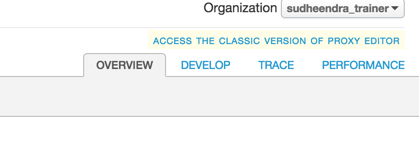 Organization sudheendra_trainer
ACCESS THE CLASSIC VERSION OF PROXY EDITOR
OVERVIEW DEVELOP TRACE PERFORMANCE